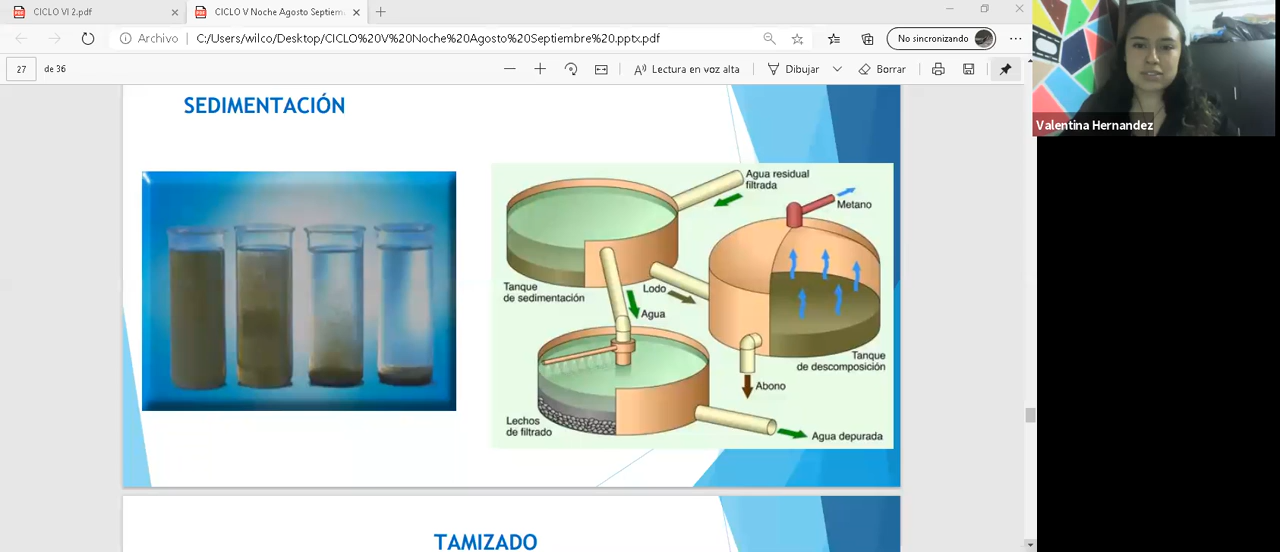 CICLO VI 2.pdf
CICLO V Noche Agosto Septiem
Archivo
C:/Users/wilco/Desktop/CICLO%20V%20Noche%20Agosto%20Septiembre%20.pptx.pdf
No sincronizando
27
de 36
Lectura en voz alta
Dibujar
Borrar
Valentina Hernandez
SEDIMENTACIÓN
Agua residual
filtrada
Metano
Tanque
de sedimentación
Lodo
Agua
Tanque
de descomposición
Abono
Lechos
de filtrado
Agua depurada
TAMIZADO